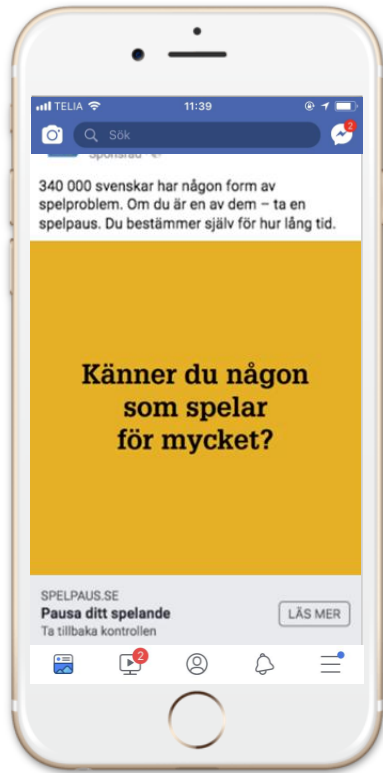 TELIA
11:39
Sök
2
Sponsrad
340 000 svenskar har någon form av
spelproblem. Om du är en av dem – ta en
spelpaus. Du bestämmer själv för hur lång tid.
Känner du någon
som spelar
för mycket?
SPELPAUS.SE
Pausa ditt spelande
LÄS MER
Ta tillbaka kontrollen
2